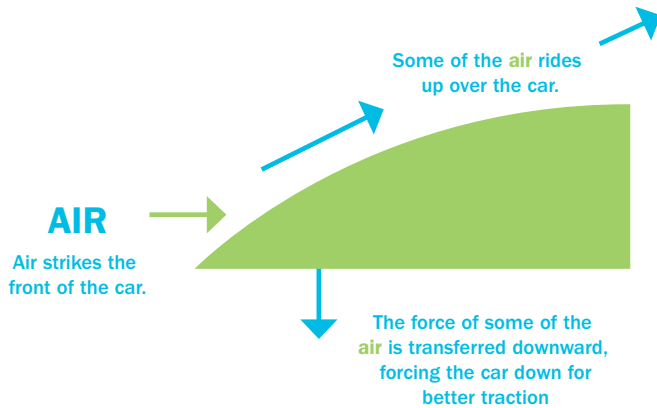 Some of the air rides
up over the car.
AIR
Air strikes the
front of the car.
The force of some of the
air is transferred downward,
forcing the car down for
better traction